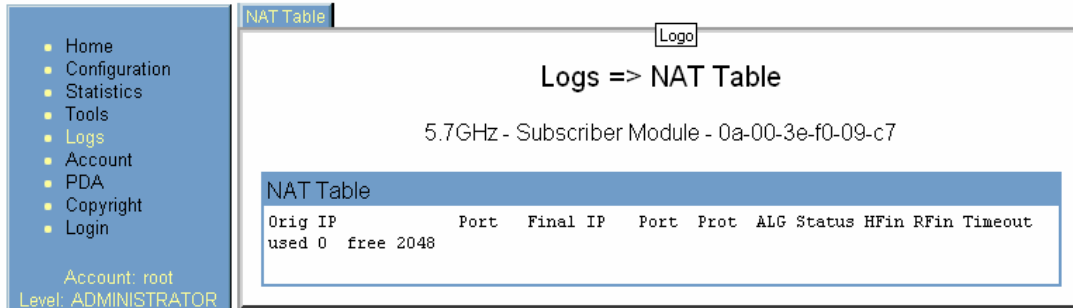 Home
Configuration
Statistics
Tools
Logs
Account
PDA
Copyright
Login
Account: root
Level: ADMINISTRATOR
NAT Table
Logo
Logs => NAT Table
5.7GHz - Subscriber Module - 0a-00-3e-f0-09-c7
NAT Table
Orig IP Port Final IP Port Prot ALG Status HFin RFin Timeout
used 0 free 2048